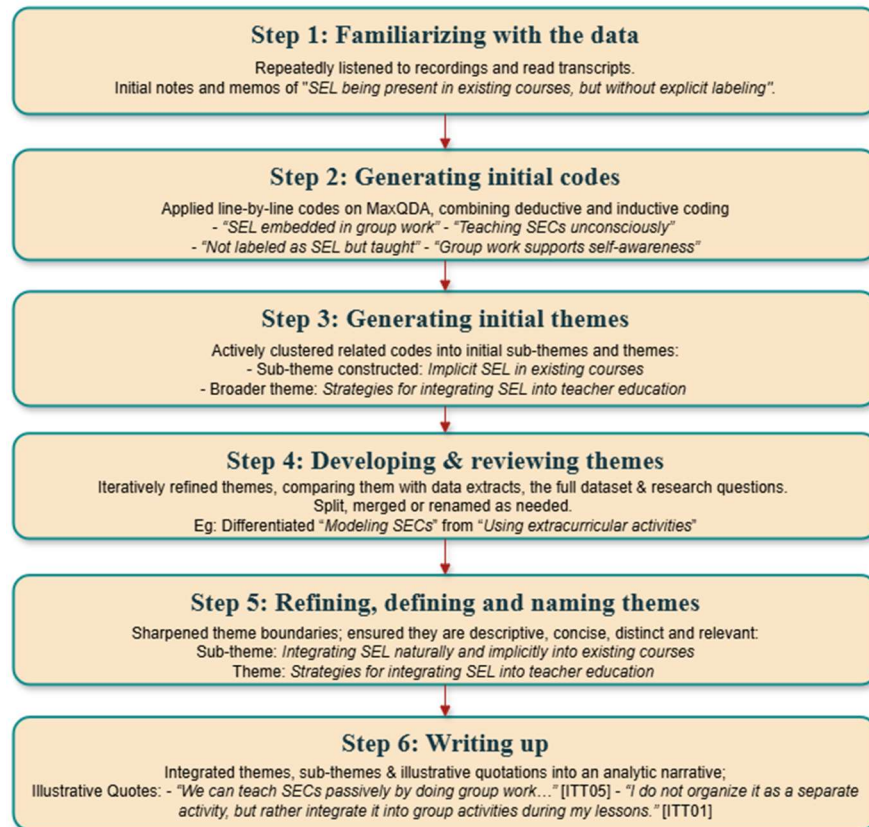 Step 1: Familiarizing with the data
Repeatedly listened to recordings and read transcripts.
Initial notes and memos of "SEL being present in existing courses, but without explicit labeling".
Step 2: Generating initial codes
Applied line-by-line codes on MaxQDA, combining deductive and inductive coding
- “SEL embedded in group work” - “Teaching SECs unconsciously”
- “Not labeled as SEL but taught” - “Group work supports self-awareness”
Step 3: Generating initial themes
Actively clustered related codes into initial sub-themes and themes:
- Sub-theme constructed: Implicit SEL in existing courses
- Broader theme: Strategies for integrating SEL into teacher education
Step 4: Developing & reviewing themes
Iteratively refined themes, comparing them with data extracts, the full dataset & research questions.
Split, merged or renamed as needed.
Eg: Differentiated “Modeling SECs” from “Using extracurricular activities”
Step 5: Refining, defining and naming themes
Sharpened theme boundaries; ensured they are descriptive, concise, distinct and relevant:
Sub-theme: Integrating SEL naturally and implicitly into existing courses
Theme: Strategies for integrating SEL into teacher education
Step 6: Writing up
Integrated themes, sub-themes & illustrative quotations into an analytic narrative;
Illustrative Quotes: - “We can teach SECs passively by doing group work…” [ITT05] - “I do not organize it as a separate
activity, but rather integrate it into group activities during my lessons.” [ITT01]